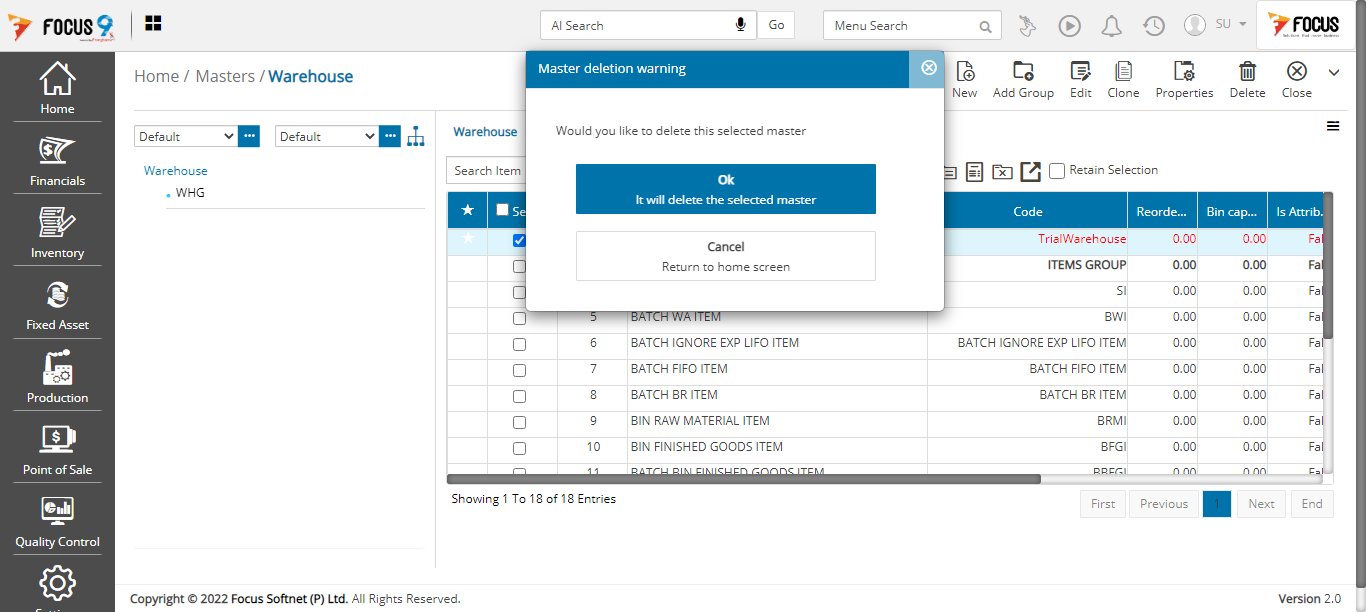 FOCUS 9
AI Search
Go
Menu Search
SU
FOCUS
Home / Masters / Warehouse
Master deletion warning
New
Add Group
Edit
Clone
Properties
Delete
Close
Home
Financials
Inventory
Fixed Asset
Production
Point of Sale
Quality Control
Default
Default
Warehouse
WHG
Warehouse
Search Item
Would you like to delete this selected master
Ok
It will delete the selected master
Cancel
Return to home screen
Retain Selection
Se
Code
Reorde...
Bin cap...
Is Attrib.
TrialWarehouse 0.00 0.00 Fal
ITEMS GROUP 0.00 0.00 Fal
SI 0.00 0.00 Fal
5 BATCH WA ITEM BWI 0.00 0.00 Fal
6 BATCH IGNORE EXP LIFO ITEM BATCH IGNORE EXP LIFO ITEM 0.00 0.00 Fal
7 BATCH FIFO ITEM BATCH FIFO ITEM 0.00 0.00 Fal
8 BATCH BR ITEM BATCH BR ITEM 0.00 0.00 Fal
9 BIN RAW MATERIAL ITEM BRMI 0.00 0.00 Fal
10 BIN FINISHED GOODS ITEM BFGI 0.00 0.00 Fal
11 BATCH BIN FINISHED GOODS ITEM BBFGI 0.00 0.00 Fal
Showing 1 To 18 of 18 Entries
First
Previous
1
Next
End
Copyright © 2022 Focus Softnet (P) Ltd. All Rights Reserved.
Version 2.0